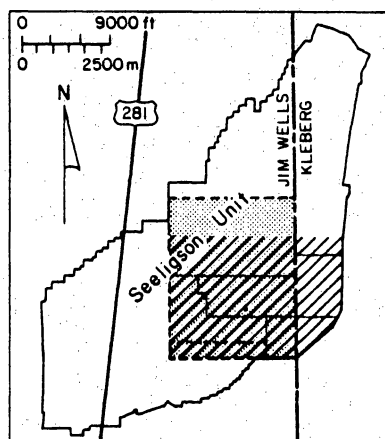 0 9000 ft
0 2500 m
N
281
JIM WELLS
KLEBERG
Seeligson Unit